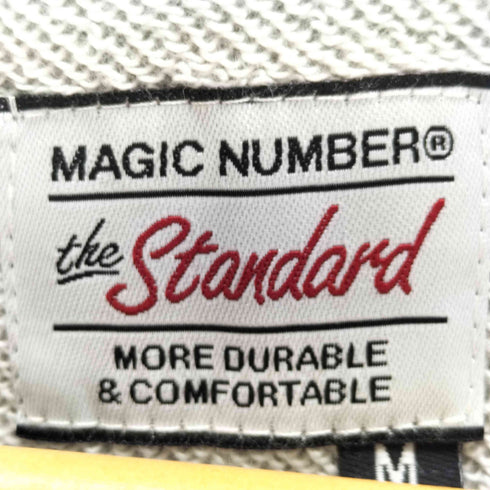 MAGIC NUMBER®
the Standard
MORE DURABLE
& COMFORTABLE
M